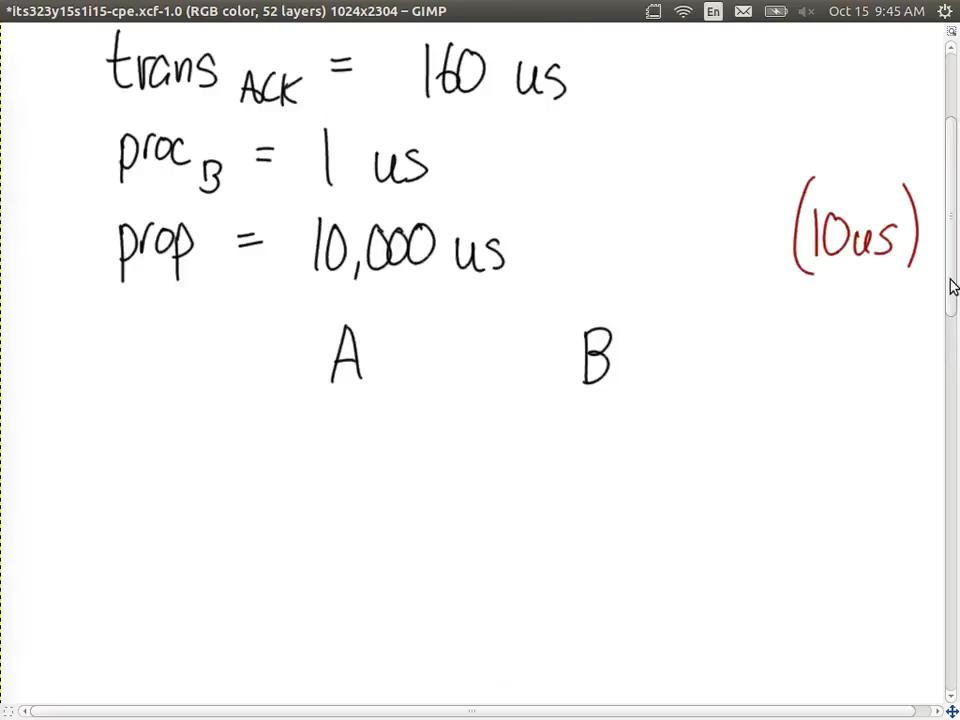 *its323y15s1i15-cpe.xcf-1.0 (RGB color, 52 layers) 1024x2304 – GIMP En Oct 15 9:45 AM
trans ACK = 160 us
proc B = 1 us
prop = 10,000 us (10us)
A B